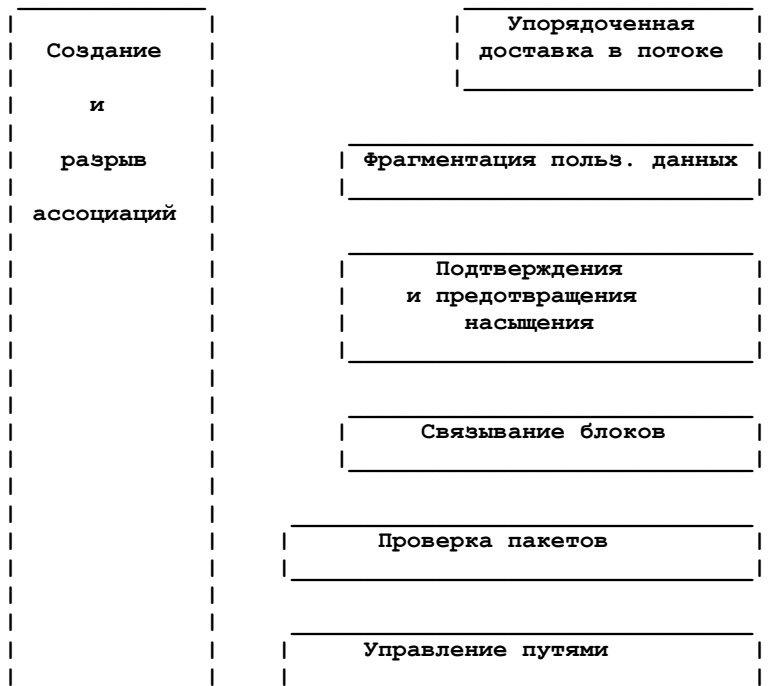 Создание
и
разрыв
ассоциаций
Упорядоченная
доставка в потоке
Фрагментация польз. данных
Подтверждения
и предотвращения
насыщения
Связывание блоков
Проверка пакетов
Управление путями